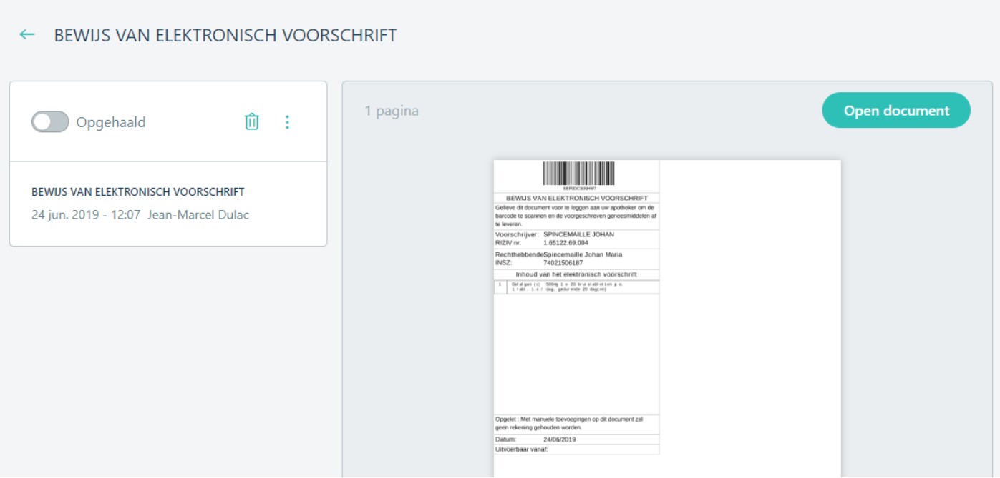 BEWIJS VAN ELEKTRONISCH VOORSCHRIFT
Opgehaald
BEWIJS VAN ELEKTRONISCH VOORSCHRIFT
24 jun. 2019 - 12:07 Jean-Marcel Dulac
1 pagina
Open document
BEWIJS VAN ELEKTRONISCH VOORSCHRIFT
Gelieve dit document voor te leggen aan uw apotheker om de
barcode te scannen en de voorgeschreven geneesmiddelen af
te leveren.
Voorschrijver: SPINCEMAILLE JOHAN
RIZIV nr: 1.65122.69.004
RechthebbendeSpincemaille Johan Maria
INSZ: 74021506187
Inhoud van het elektronisch voorschrift
1 Dafalgan (c) 500mg 1 x 20 bruistabletten p.o.
1 tabl. 1 x / dag, gedurende 20 dag(en)
Opgelet : Met manuele toevoegingen op dit document zal
geen rekening gehouden worden.
Datum: 24/06/2019
Uitvoerbaar vanaf: